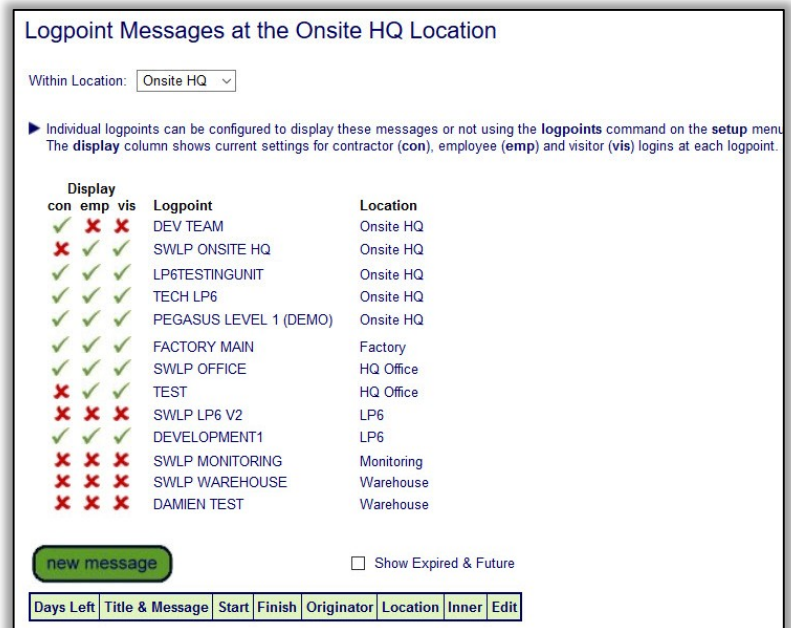 Logpoint Messages at the Onsite HQ Location
Within Location: Onsite HQ
Individual logpoints can be configured to display these messages or not using the logpoints command on the setup menu
The display column shows current settings for contractor (con), employee (emp) and visitor (vis) logins at each logpoint.
Display
con emp vis Logpoint Location
✓ ✗ ✗ DEV TEAM Onsite HQ
✗ ✓ ✓ SWLP ONSITE HQ Onsite HQ
✓ ✓ ✓ LP6TESTINGUNIT Onsite HQ
✓ ✓ ✓ TECH LP6 Onsite HQ
✓ ✓ ✓ PEGASUS LEVEL 1 (DEMO) Onsite HQ
✓ ✓ ✓ FACTORY MAIN Factory
✓ ✓ ✓ SWLP OFFICE HQ Office
✗ ✓ ✓ TEST HQ Office
✗ ✗ ✗ SWLP LP6 V2 LP6
✓ ✓ ✓ DEVELOPMENT1 LP6
✗ ✗ ✗ SWLP MONITORING Monitoring
✗ ✗ ✗ SWLP WAREHOUSE Warehouse
✗ ✗ ✗ DAMIEN TEST Warehouse
new message Show Expired & Future
Days Left Title & Message Start Finish Originator Location Inner Edit